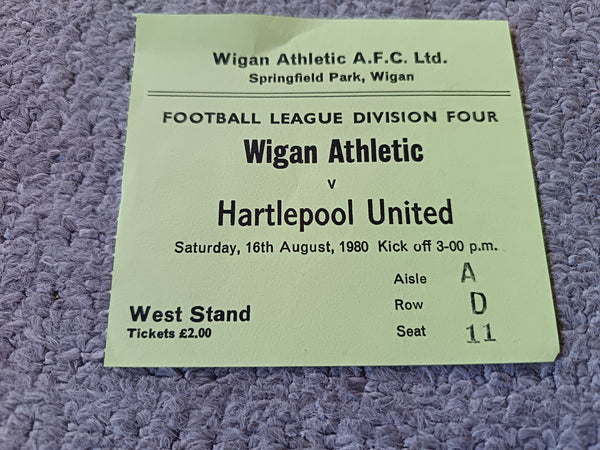 Wigan Athletic A.F.C. Ltd.
Springfield Park, Wigan
FOOTBALL LEAGUE DIVISION FOUR
Wigan Athletic
v
Hartlepool United
Saturday, 16th August, 1980 Kick off 3-00 p.m.
Aisle A
Row D
Seat 11
West Stand
Tickets £2.00